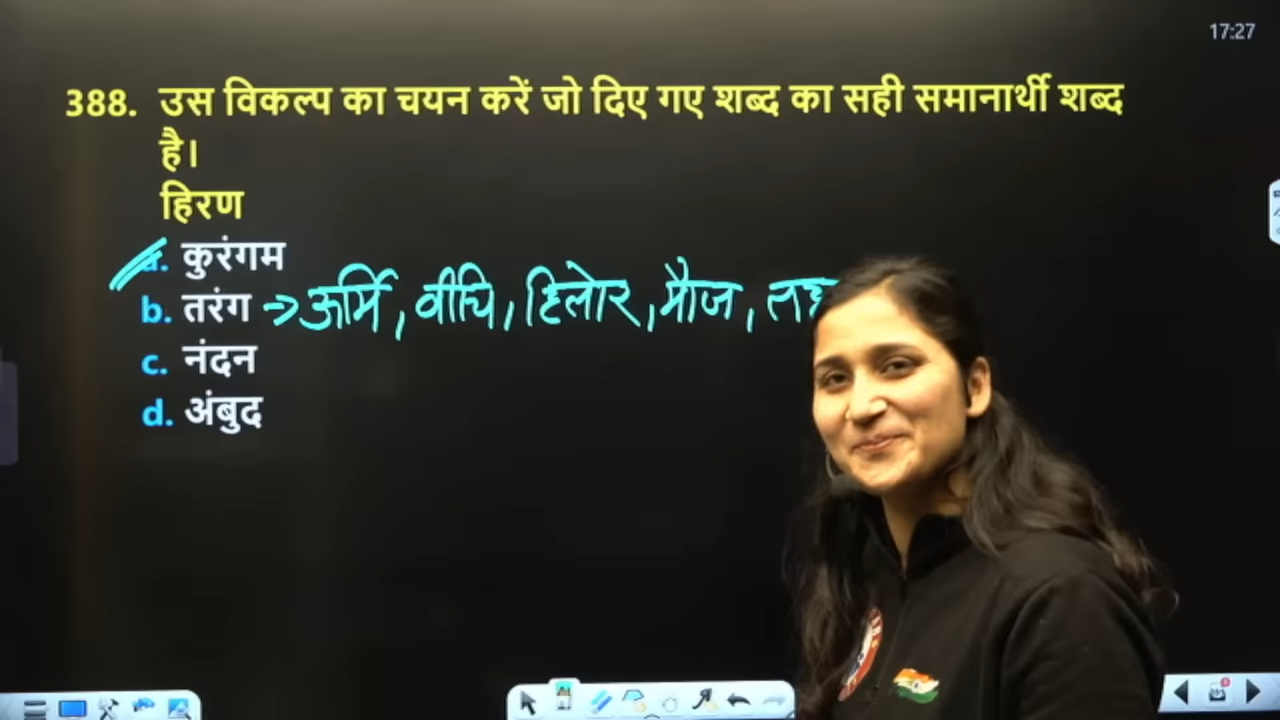 17:27
388. उस विकल्प का चयन करें जो दिए गए शब्द का सही समानार्थी शब्द
है।
हिरण
a. कुरंगम
b. तरंग → ऊर्मि, वीचि, हिलोर, मौज,
c. नंदन
d. अंबुद